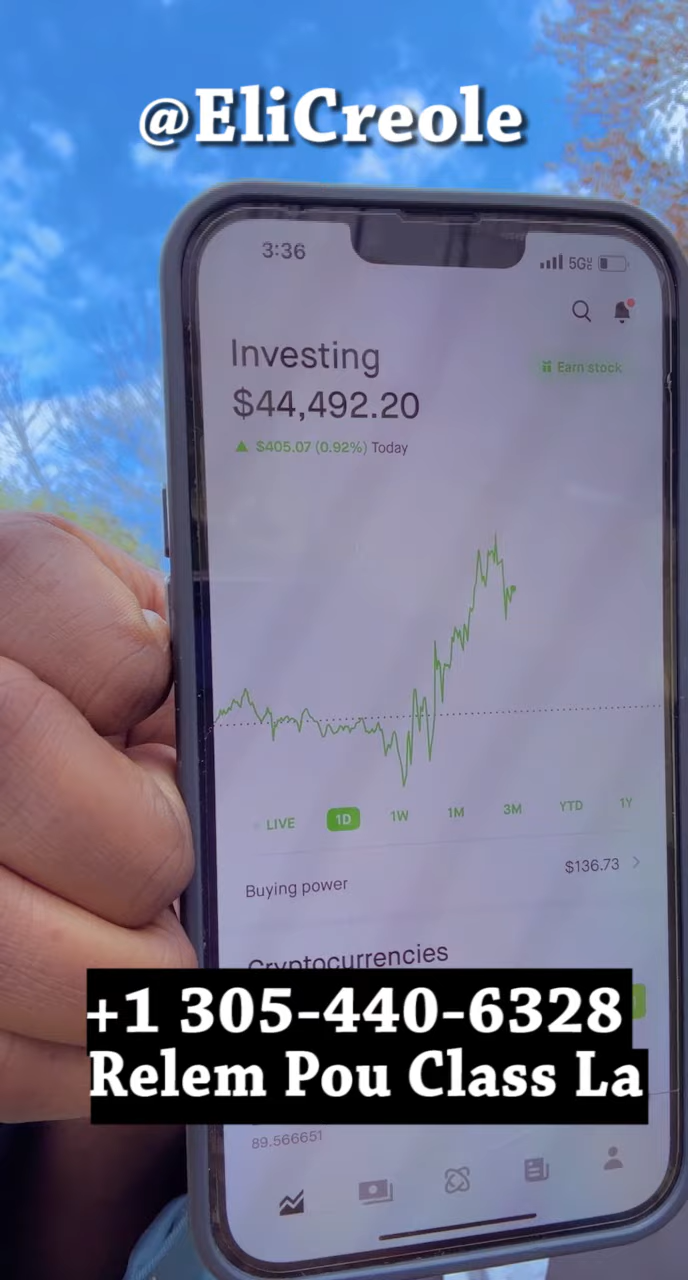 @EliCreole
3:36
5G
Investing
$44,492.20
Earn stock
▲ $405.07 (0.92%) Today
LIVE 1D 1W 1M 3M YTD 1Y
Buying power $136.73
Cryptocurrencies
+1 305-440-6328
Relem Pou Class La
89.566651